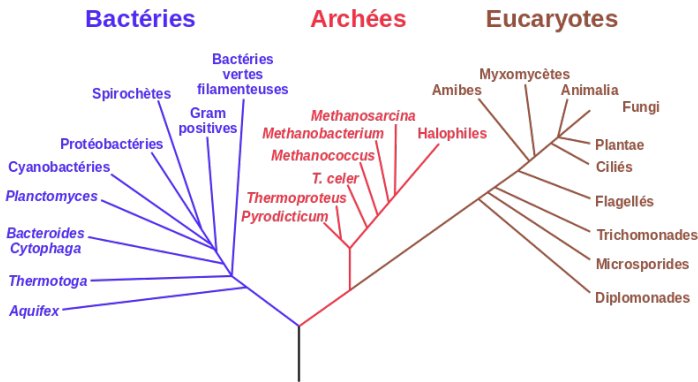 Bactéries
Archées
Eucaryotes
Bactéries
vertes
filamenteuses
Spirochètes
Gram
positives
Protéobactéries
Cyanobactéries
Planctomyces
Bacteroides
Cytophaga
Thermotoga
Aquifex
Methanosarcina
Methanobacterium
Halophiles
Methanococcus
T. celer
Thermoproteus
Pyrodicticum
Myxomycètes
Amibes
Animalia
Fungi
Plantae
Ciliés
Flagellés
Trichomonades
Microsporides
Diplomonades